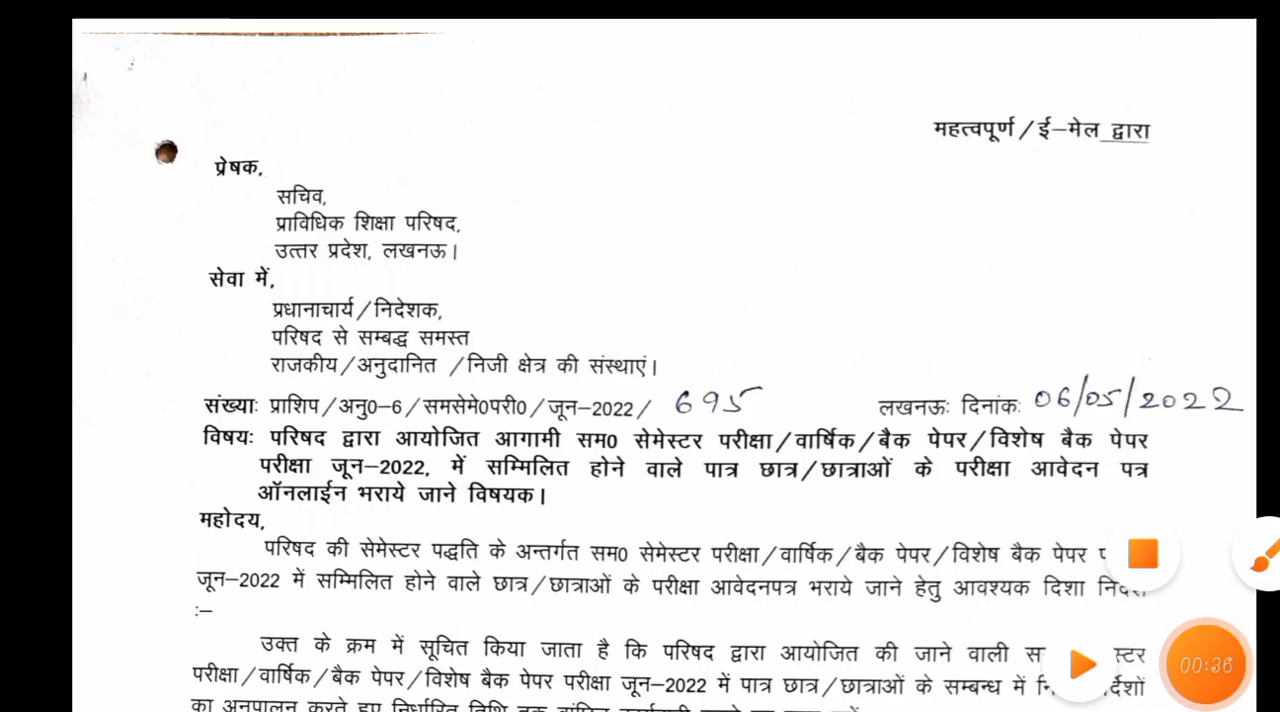 महत्वपूर्ण/ई–मेल द्वारा
प्रेषक,
सचिव,
प्राविधिक शिक्षा परिषद,
उत्तर प्रदेश, लखनऊ।
सेवा में,
प्रधानाचार्य/निदेशक,
परिषद से सम्बद्ध समस्त
राजकीय/अनुदानित /निजी क्षेत्र की संस्थाएं।
संख्याः प्राशिप/अनु0–6/समसेमे0परी0/जून–2022/ 695 लखनऊः दिनांकः 06/05/2022
विषयः परिषद द्वारा आयोजित आगामी सम0 सेमेस्टर परीक्षा/वार्षिक/बैक पेपर/विशेष बैक पेपर
परीक्षा जून–2022, में सम्मिलित होने वाले पात्र छात्र/छात्राओं के परीक्षा आवेदन पत्र
ऑनलाईन भराये जाने विषयक।
महोदय,
परिषद की सेमेस्टर पद्धति के अन्तर्गत सम0 सेमेस्टर परीक्षा/वार्षिक/बैक पेपर/विशेष बैक पेपर
जून–2022 में सम्मिलित होने वाले छात्र/छात्राओं के परीक्षा आवेदनपत्र भराये जाने हेतु आवश्यक दिशा
:–
उक्त के क्रम में सूचित किया जाता है कि परिषद द्वारा आयोजित की जाने वाली
परीक्षा/वार्षिक/बैक पेपर/विशेष बैक पेपर परीक्षा जून–2022 में पात्र छात्र/छात्राओं के सम्बन्ध में
00:36